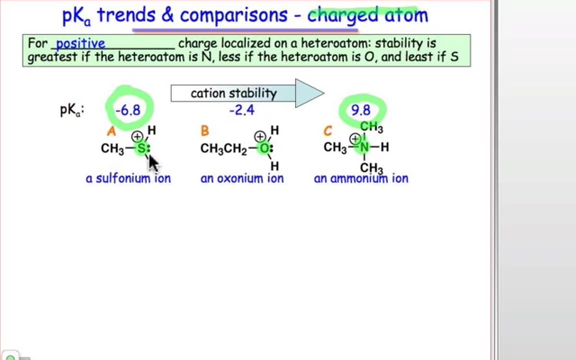 pKa trends & comparisons - charged atom
For positive charge localized on a heteroatom: stability is
greatest if the heteroatom is N, less if the heteroatom is O, and least if S
cation stability
pKa: -6.8 -2.4 9.8
A H B H C CH3
CH3-S: CH3CH2-O: CH3-N-H
H CH3
a sulfonium ion an oxonium ion an ammonium ion